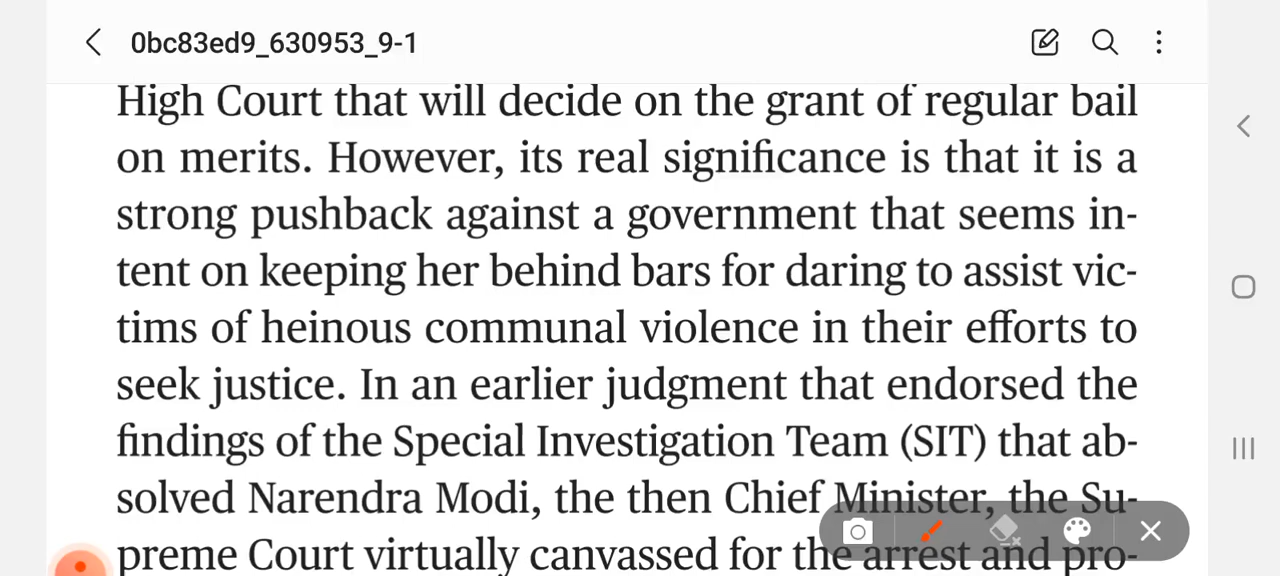 0bc83ed9_630953_9-1
High Court that will decide on the grant of regular bail
on merits. However, its real significance is that it is a
strong pushback against a government that seems in-
tent on keeping her behind bars for daring to assist vic-
tims of heinous communal violence in their efforts to
seek justice. In an earlier judgment that endorsed the
findings of the Special Investigation Team (SIT) that ab-
solved Narendra Modi, the then Chief Minister, the Su-
preme Court virtually canvassed for the arrest and pro-